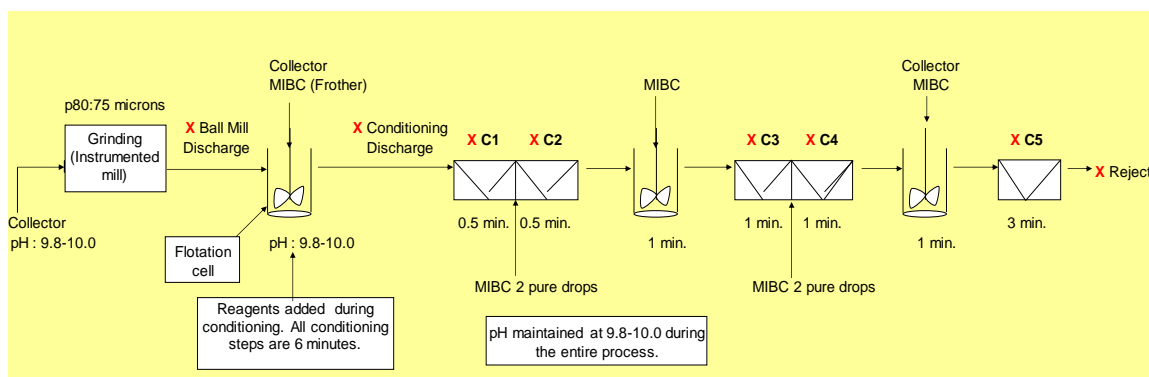 p80:75 microns
Grinding
(Instrumented
mill)
Collector
pH : 9.8-10.0
X Ball Mill
Discharge
Collector
MIBC (Frother)
Flotation
cell
pH : 9.8-10.0
Reagents added during
conditioning. All conditioning
steps are 6 minutes.
X Conditioning
Discharge
X C1
X C2
0.5 min.
0.5 min.
MIBC 2 pure drops
MIBC
1 min.
pH maintained at 9.8-10.0 during
the entire process.
X C3
X C4
1 min.
1 min.
MIBC 2 pure drops
Collector
MIBC
1 min.
X C5
3 min.
X Reject